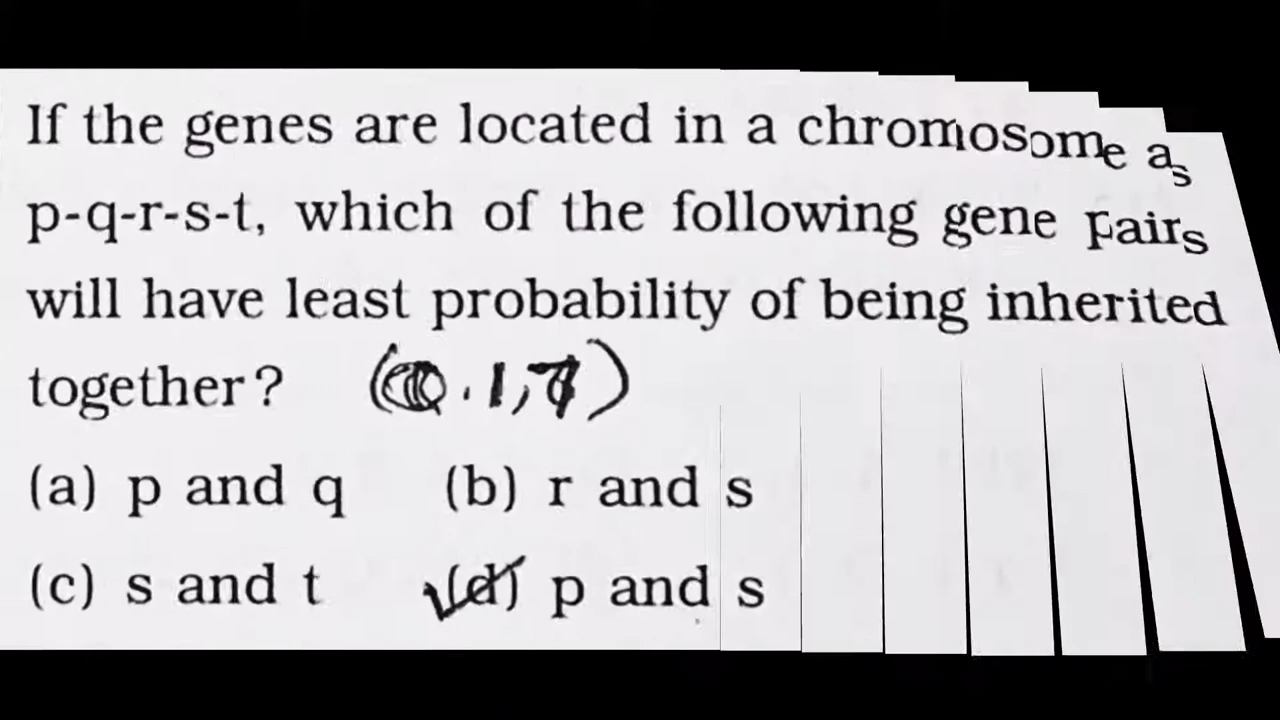 If the genes are located in a chromosome as
p-q-r-s-t, which of the following gene pairs
will have least probability of being inherited
together?
(a) p and q (b) r and s
(c) s and t (d) p and s